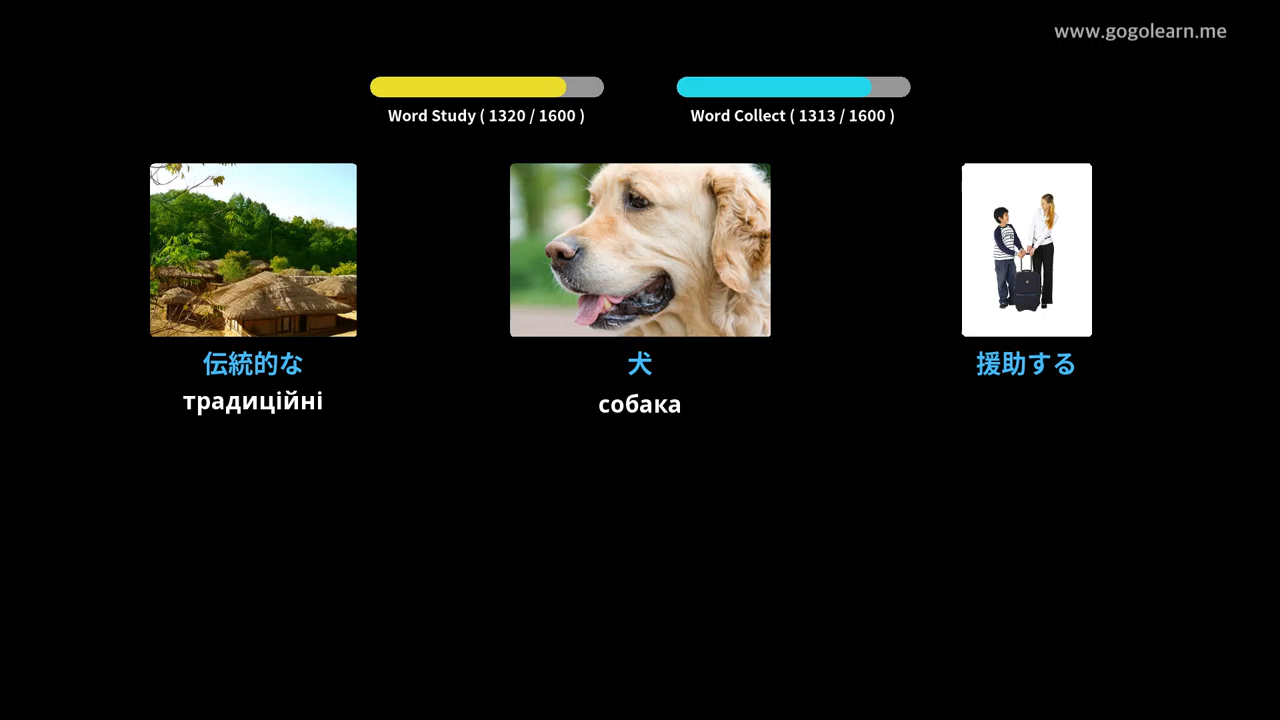 www.gogolearn.me
Word Study ( 1320 / 1600 )
Word Collect ( 1313 / 1600 )
伝統的な
традиційні
犬
собака
援助する